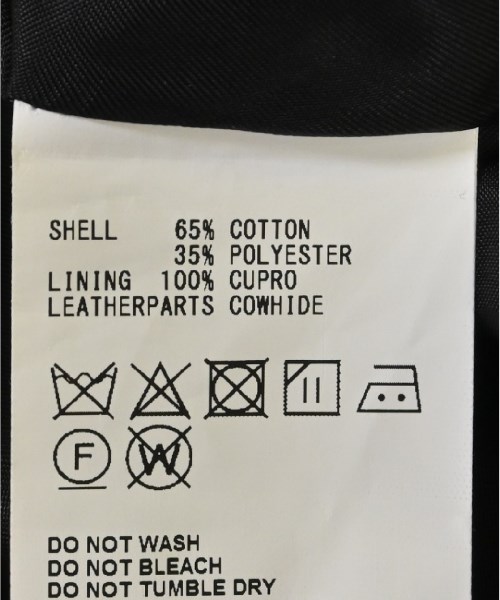 SHELL 65% COTTON
35% POLYESTER
LINING 100% CUPRO
LEATHERPARTS COWHIDE
F W
DO NOT WASH
DO NOT BLEACH
DO NOT TUMBLE DRY